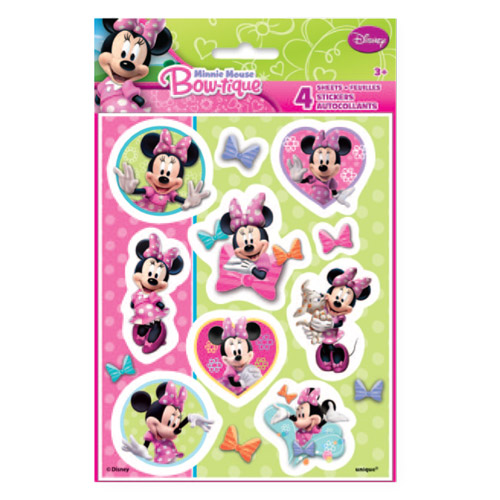 Disney
3+
Minnie Mouse
Bow-tique
4 SHEETS • FEUILLES
STICKERS
AUTOCOLLANTS
©Disney
unique®